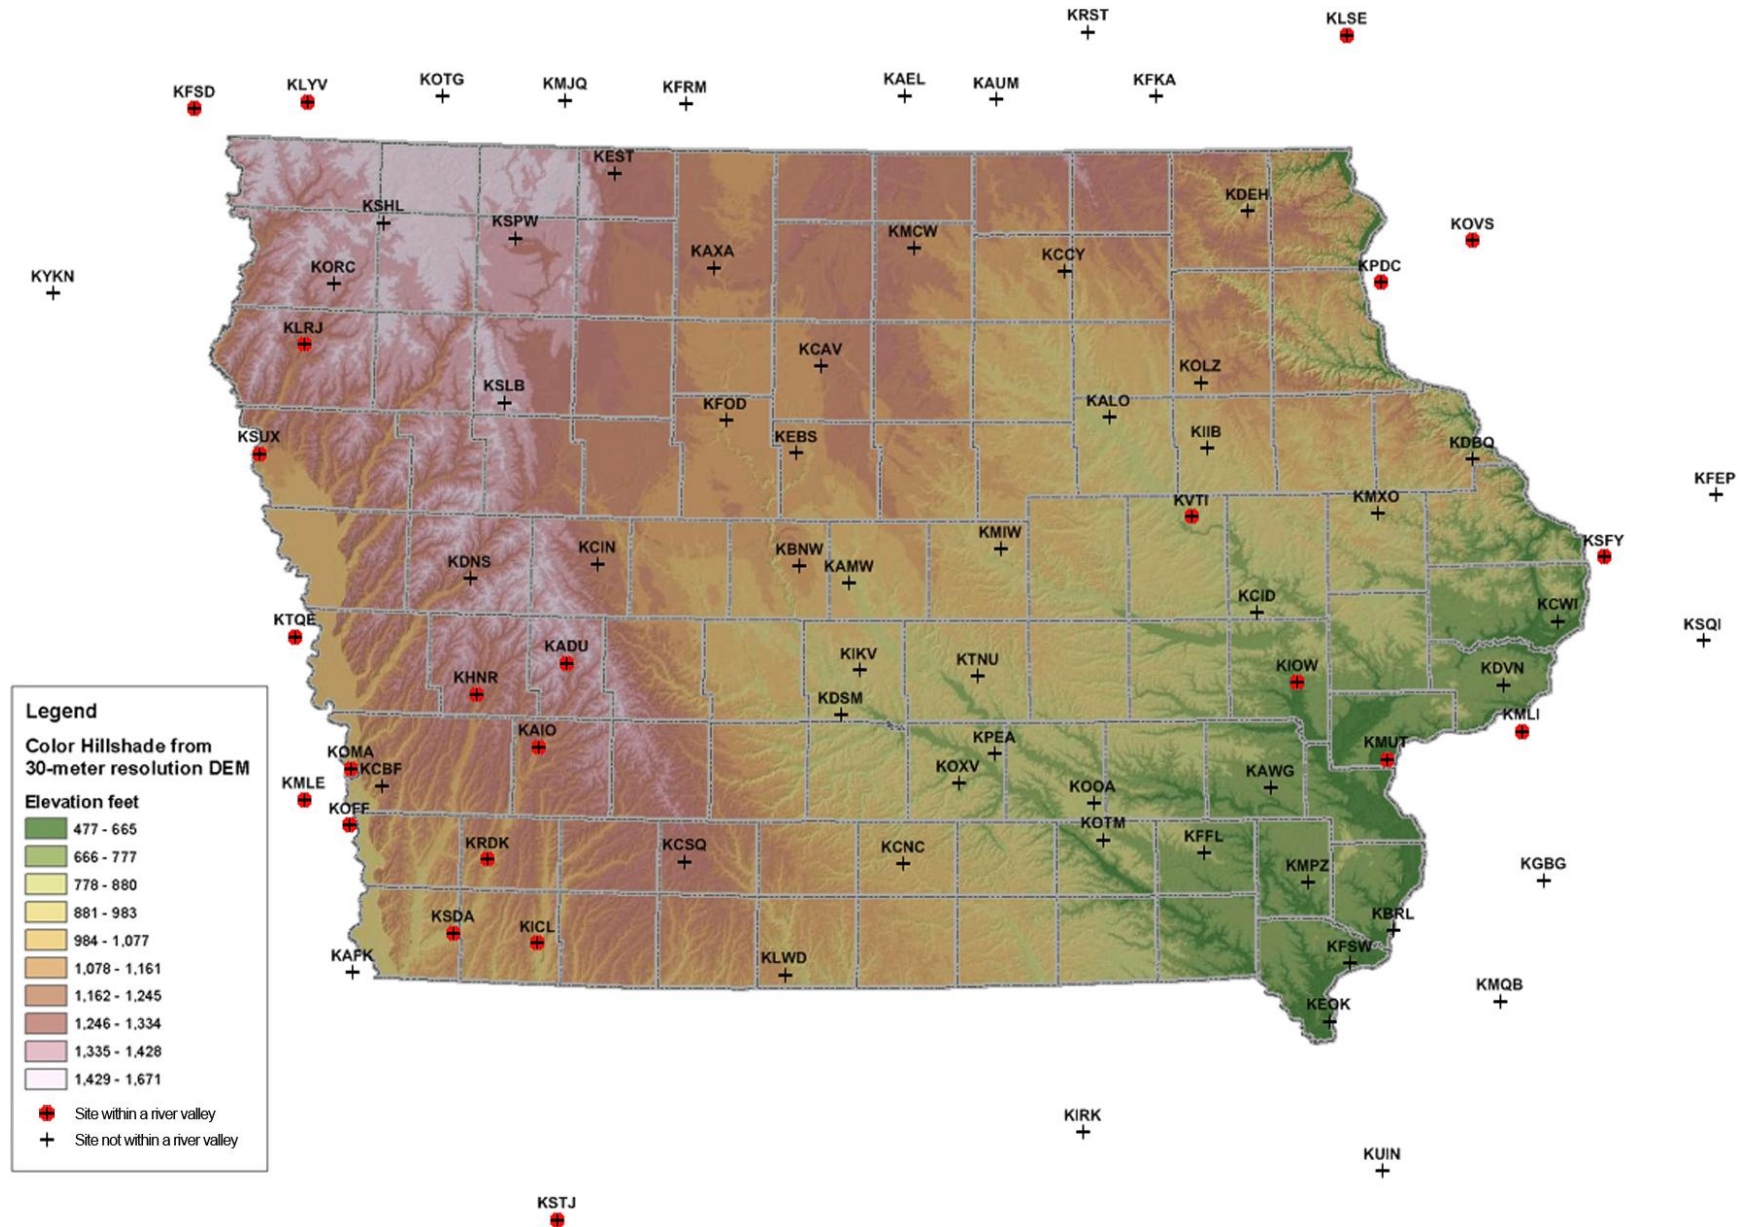 KRST
KLSE
KFSD
KLYV
KOTG
KMJQ
KFRM
KAEL
KAUM
KFKA
KEST
KDEH
KSHL
KSPW
KMCW
KOVS
KAXA
KCCY
KPDC
KYKN
KORC
KLRJ
KCAV
KOLZ
KSLB
KFOD
KALO
KSUX
KEBS
KIIB
KDBQ
KFEP
KVTI
KMXO
KDNS
KCIN
KBNW
KAMW
KMIW
KSFY
KCID
KCWI
KTQE
KSQI
KADU
KHNR
KIKV
KTNU
KIOW
KDVN
KDSM
KMLI
KAIO
KPEA
KMUT
KOMA
KCBF
KOXV
KOOA
KAWG
KMLE
KOFF
KOTM
KRDK
KCSQ
KCNC
KFFL
KMPZ
KGBG
KSDA
KICL
KBRL
KAFK
KLWD
KFSW
KMQB
KEOK
Legend
Color Hillshade from
30-meter resolution DEM
Elevation feet
477 - 665
666 - 777
778 - 880
881 - 983
984 - 1,077
1,078 - 1,161
1,162 - 1,245
1,246 - 1,334
1,335 - 1,428
1,429 - 1,671
Site within a river valley
Site not within a river valley
KIRK
KUIN
KSTJ